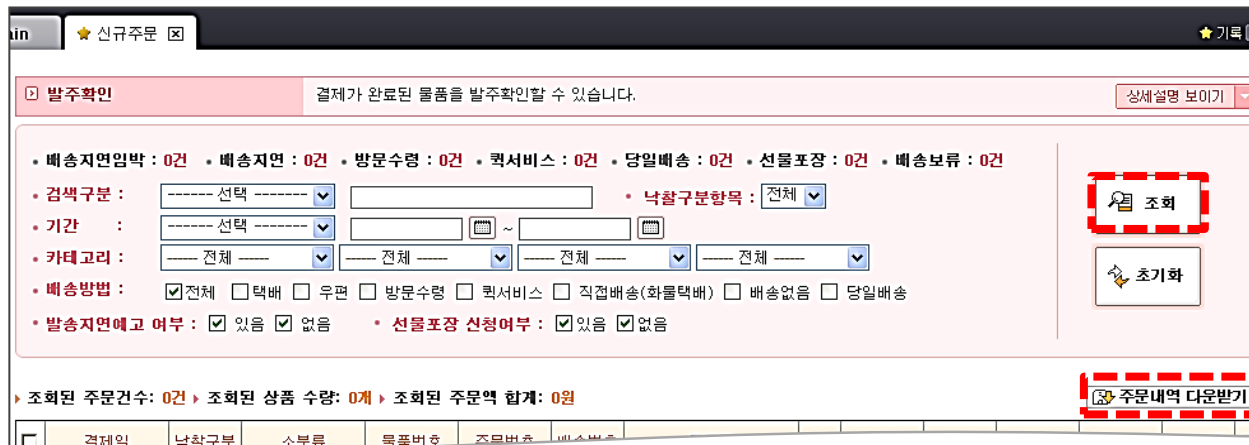 ain 신규주문 기록
발주확인 결제가 완료된 물품을 발주확인할 수 있습니다. 상세설명 보이기
• 배송지연임박 : 0건 • 배송지연 : 0건 • 방문수령 : 0건 • 퀵서비스 : 0건 • 당일배송 : 0건 • 선물포장 : 0건 • 배송보류 : 0건
• 검색구분 : ------ 선택 ------- • 낙찰구분항목 : 전체 조회
• 기간 : ------ 선택 ------- ~
• 카테고리 : ----- 전체 ------ ----- 전체 ------ ----- 전체 ------ ----- 전체 ------ 초기화
• 배송방법 : 전체 택배 우편 방문수령 퀵서비스 직접배송(화물택배) 배송없음 당일배송
• 발송지연예고 여부 : 있음 없음 • 선물포장 신청여부 : 있음 없음
조회된 주문건수: 0건 조회된 상품 수량: 0개 조회된 주문액 합계: 0원 주문내역 다운받기
결제일 낙찰구분 소분류 물품번호 주문번호 배송번호